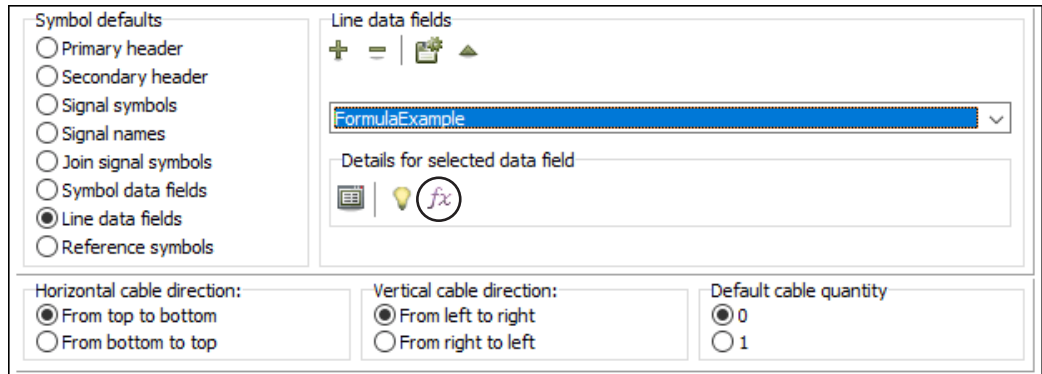 Symbol defaults
Primary header
Secondary header
Signal symbols
Signal names
Join signal symbols
Symbol data fields
Line data fields
Reference symbols
Line data fields
FormulaExample
Details for selected data field
fx
Horizontal cable direction:
From top to bottom
From bottom to top
Vertical cable direction:
From left to right
From right to left
Default cable quantity
0
1